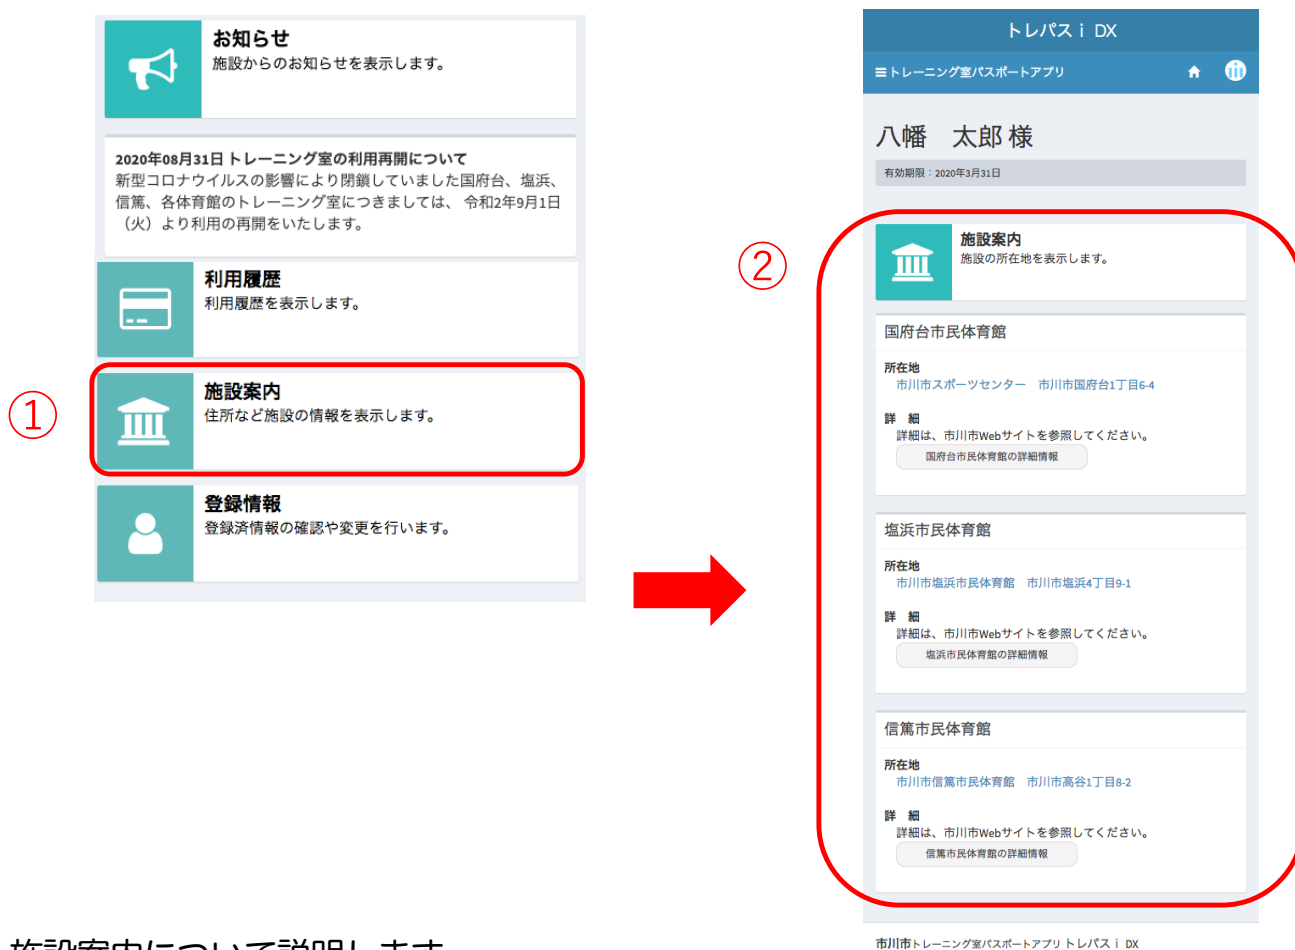 お知らせ
施設からのお知らせを表示します。
2020年08月31日 トレーニング室の利用再開について
新型コロナウイルスの影響により閉鎖していました国府台、塩浜、
信篤、各体育館のトレーニング室につきましては、 令和2年9月1日
（火）より利用の再開をいたします。
利用履歴
利用履歴を表示します。
①
施設案内
住所など施設の情報を表示します。
登録情報
登録済情報の確認や変更を行います。
②
トレパス i DX
トレーニング室パスポートアプリ
八幡　太郎 様
有効期限：2020年3月31日
施設案内
施設の所在地を表示します。
国府台市民体育館
所在地
市川市スポーツセンター　市川市国府台1丁目6-4
詳　細
詳細は、市川市Webサイトを参照してください。
国府台市民体育館の詳細情報
塩浜市民体育館
所在地
市川市塩浜市民体育館　市川市塩浜4丁目9-1
詳　細
詳細は、市川市Webサイトを参照してください。
塩浜市民体育館の詳細情報
信篤市民体育館
所在地
市川市信篤市民体育館　市川市高谷1丁目8-2
詳　細
詳細は、市川市Webサイトを参照してください。
信篤市民体育館の詳細情報
市川市トレーニング室パスポートアプリ トレパス i DX
施設案内について説明します